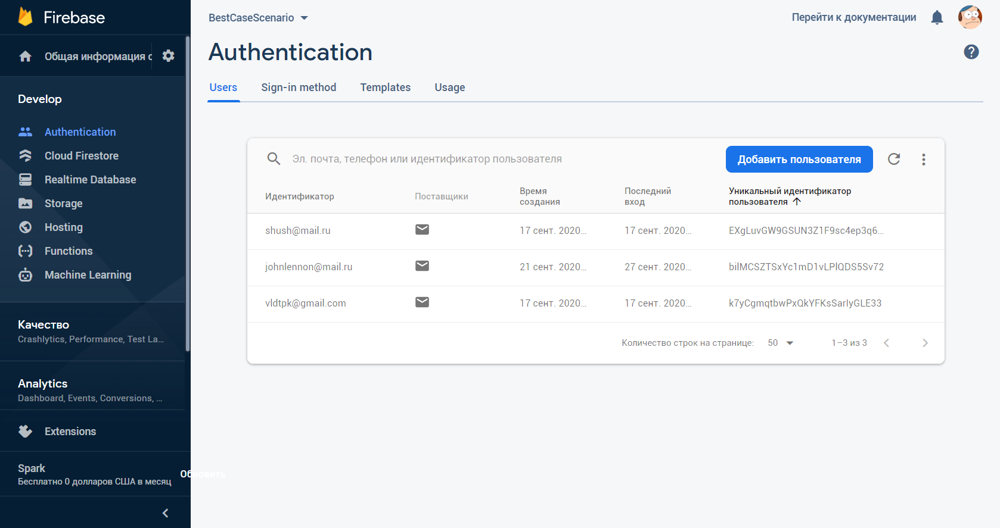 Firebase
Общая информация о
Develop
Authentication
Cloud Firestore
Realtime Database
Storage
Hosting
Functions
Machine Learning
Качество
Crashlytics, Performance, Test La...
Analytics
Dashboard, Events, Conversions, ...
Extensions
Spark
Бесплатно 0 долларов США в месяц
Обновить
BestCaseScenario
Перейти к документации
Authentication
Users Sign-in method Templates Usage
Эл. почта, телефон или идентификатор пользователя
Добавить пользователя
Идентификатор
Поставщики
Время
создания
Последний
вход
Уникальный идентификатор
пользователя
shush@mail.ru 17 сент. 2020... 17 сент. 2020... EXgLuvGW9GSUN3Z1F9sc4ep3q6...
johnlennon@mail.ru 21 сент. 2020... 27 сент. 2020... bilMCSZTSxYc1mD1vLPlQDS5Sv72
vldtpk@gmail.com 17 сент. 2020... 17 сент. 2020... k7yCgmqtbwPxQkYFKsSarIyGLE33
Количество строк на странице: 50 1–3 из 3